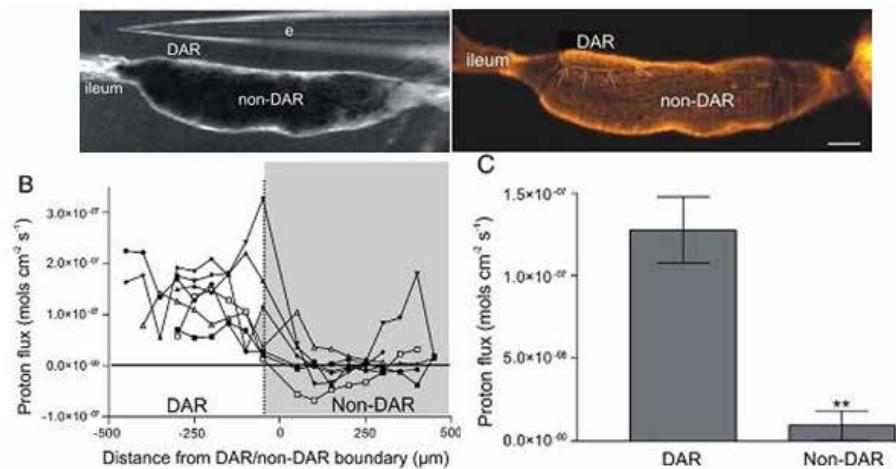 DAR
e
ileum
non-DAR
DAR
ileum
non-DAR
B
Proton flux (mols cm⁻² s⁻¹)
3.0×10⁻⁰⁷
2.0×10⁻⁰⁷
1.0×10⁻⁰⁷
0.0×10⁻⁰⁰
-1.0×10⁻⁰⁷
DAR
Non-DAR
-500
-250
0
250
500
Distance from DAR/non-DAR boundary (μm)
C
Proton flux (mols cm⁻² s⁻¹)
1.5×10⁻⁰⁷
1.0×10⁻⁰⁷
5.0×10⁻⁰⁸
0.0×10⁻⁰⁰
**
DAR
Non-DAR